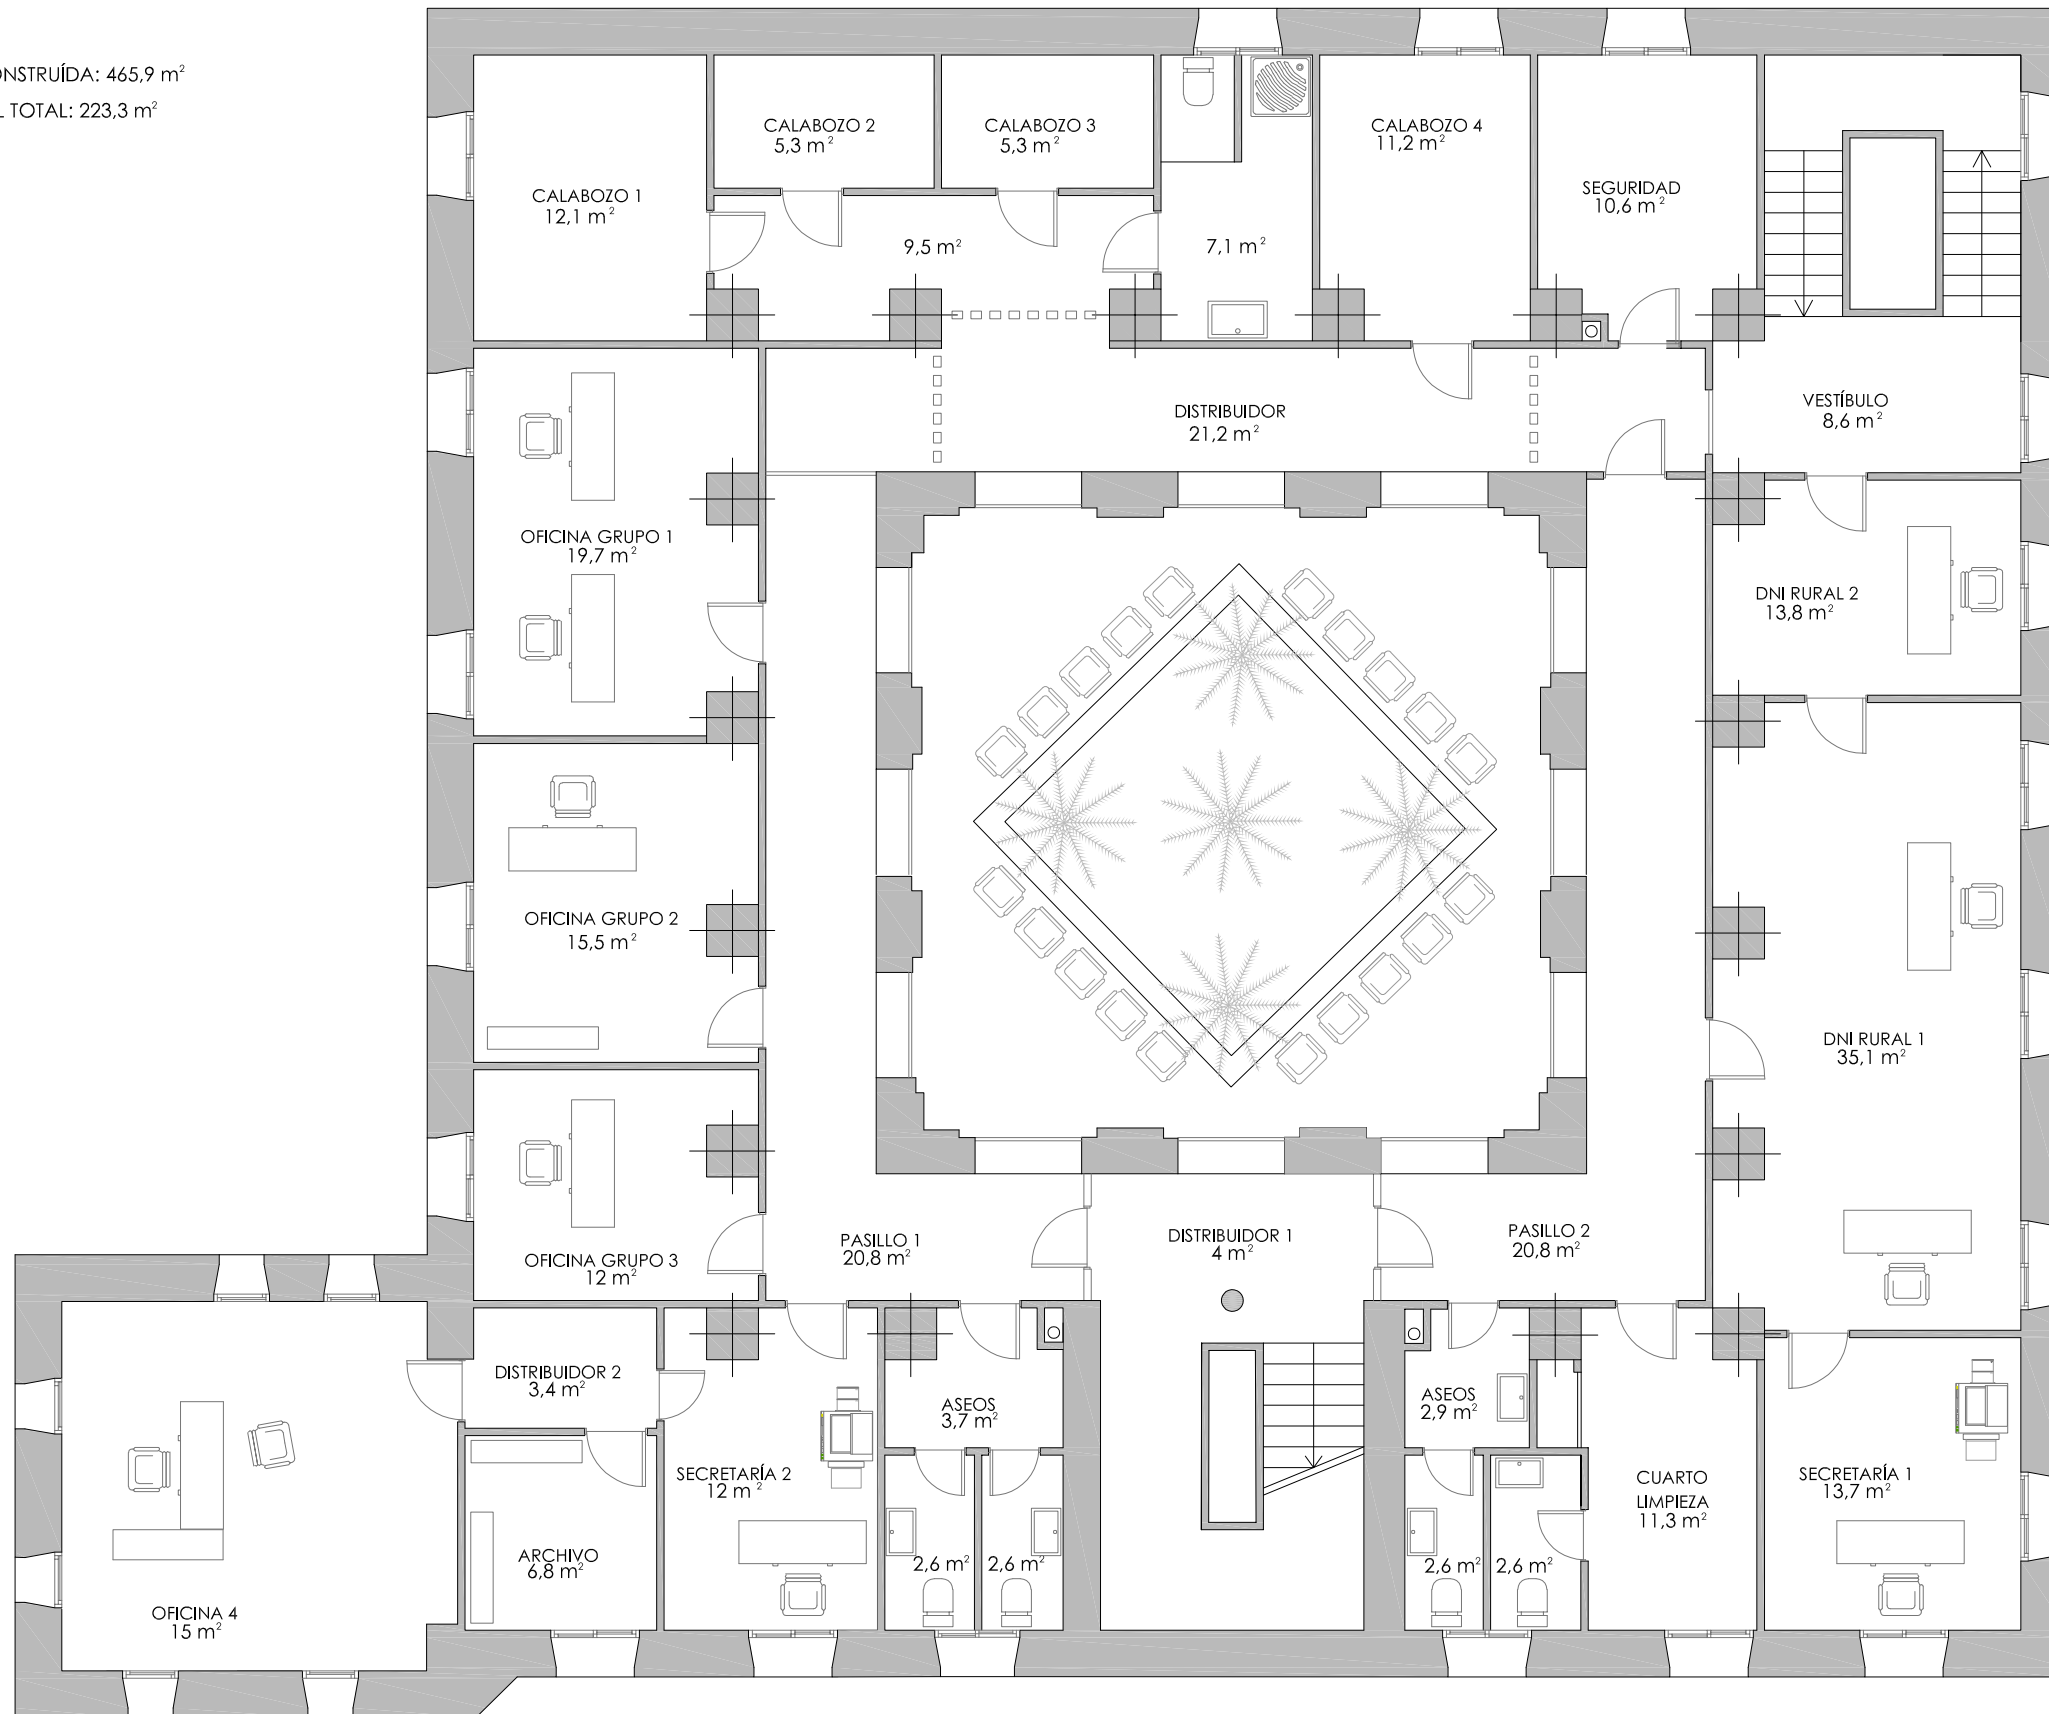 ONSTRUÍDA: 465,9 m²
L TOTAL: 223,3 m²
CALABOZO 1
12,1 m²
CALABOZO 2
5,3 m²
CALABOZO 3
5,3 m²
9,5 m²
7,1 m²
CALABOZO 4
11,2 m²
SEGURIDAD
10,6 m²
DISTRIBUIDOR
21,2 m²
VESTÍBULO
8,6 m²
OFICINA GRUPO 1
19,7 m²
DNI RURAL 2
13,8 m²
OFICINA GRUPO 2
15,5 m²
DNI RURAL 1
35,1 m²
OFICINA GRUPO 3
12 m²
PASILLO 1
20,8 m²
DISTRIBUIDOR 1
4 m²
PASILLO 2
20,8 m²
DISTRIBUIDOR 2
3,4 m²
ASEOS
3,7 m²
ASEOS
2,9 m²
SECRETARÍA 2
12 m²
CUARTO
LIMPIEZA
11,3 m²
SECRETARÍA 1
13,7 m²
ARCHIVO
6,8 m²
2,6 m²
2,6 m²
2,6 m²
2,6 m²
OFICINA 4
15 m²